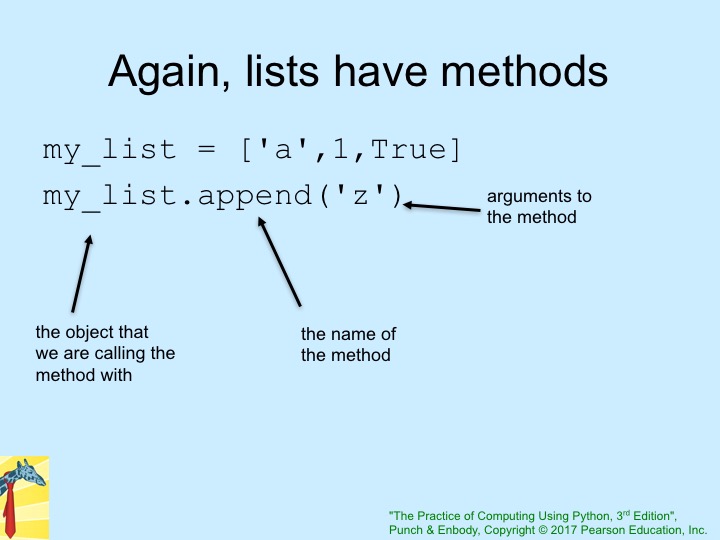 Again, lists have methods
my_list = ['a',1,True]
my_list.append('z')
arguments to
the method
the object that
we are calling the
method with
the name of
the method
"The Practice of Computing Using Python, 3rd Edition",
Punch & Enbody, Copyright © 2017 Pearson Education, Inc.